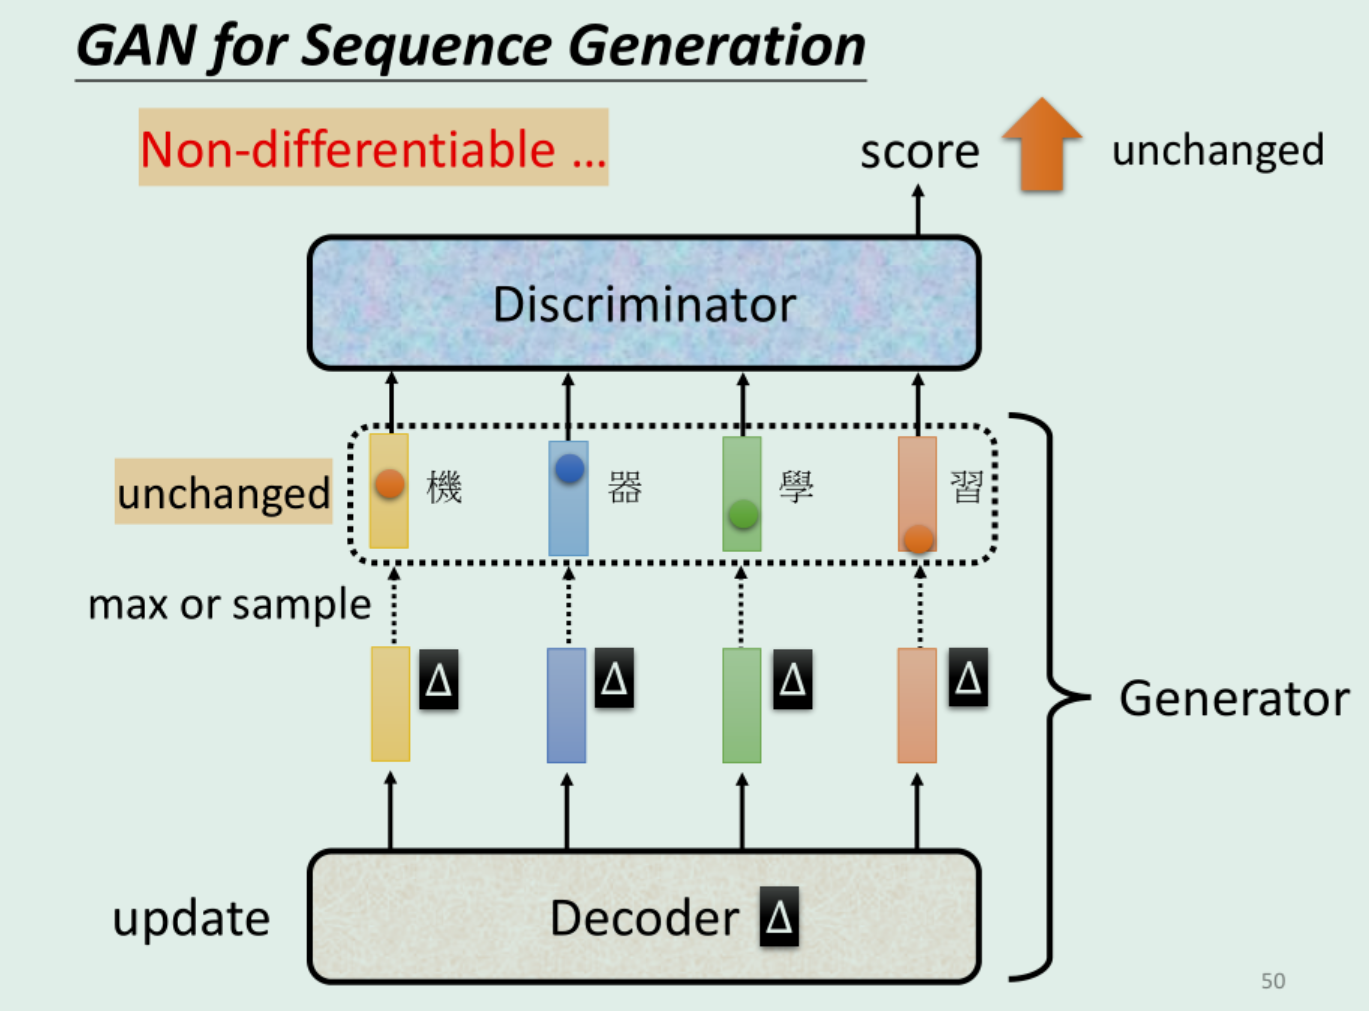 GAN for Sequence Generation
Non-differentiable ...
score
unchanged
Discriminator
unchanged
機 器 學 習
max or sample
Δ Δ Δ Δ
Generator
update
Decoder Δ
50